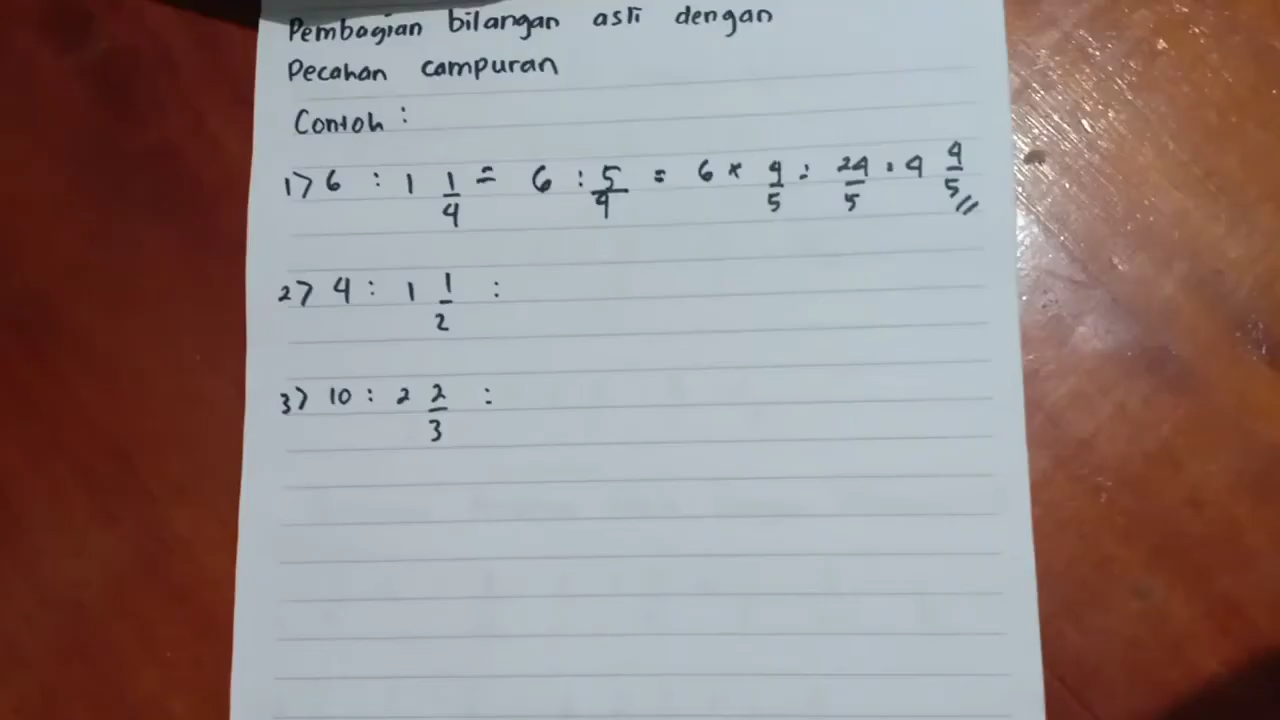 Pembagian bilangan asli dengan
Pecahan campuran
Contoh :
1) 6 : 1 1/4 = 6 : 5/4 = 6 × 4/5 = 24/5 = 4 4/5 //
2) 4 : 1 1/2 :
3) 10 : 2 2/3 :